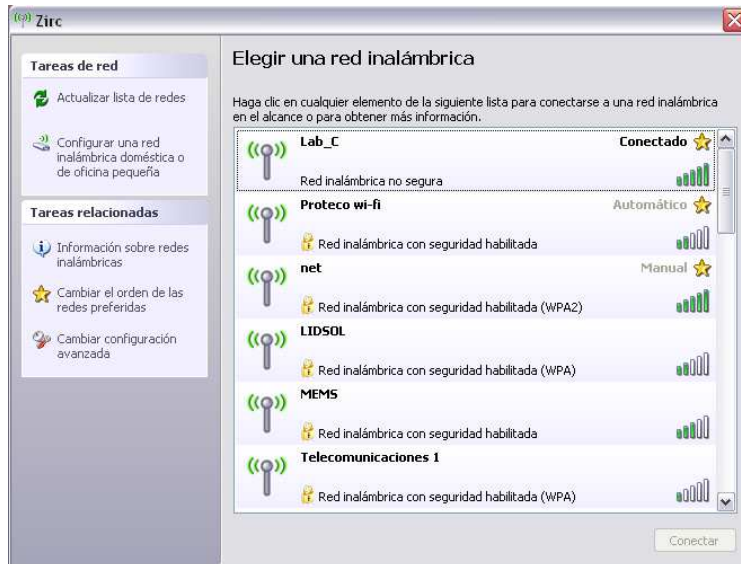 Zirc
Tareas de red
Actualizar lista de redes
Configurar una red
inalámbrica doméstica o
de oficina pequeña
Tareas relacionadas
Información sobre redes
inalámbricas
Cambiar el orden de las
redes preferidas
Cambiar configuración
avanzada
Elegir una red inalámbrica
Haga clic en cualquier elemento de la siguiente lista para conectarse a una red inalámbrica
en el alcance o para obtener más información.
Lab_C Conectado
Red inalámbrica no segura
Proteco wi-fi Automático
Red inalámbrica con seguridad habilitada
net Manual
Red inalámbrica con seguridad habilitada (WPA2)
LIDSOL
Red inalámbrica con seguridad habilitada (WPA)
MEMS
Red inalámbrica con seguridad habilitada
Telecomunicaciones 1
Red inalámbrica con seguridad habilitada (WPA)
Conectar